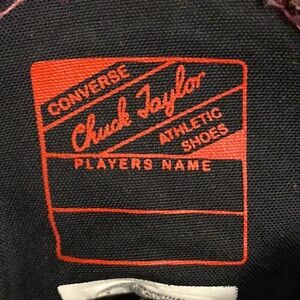 CONVERSE
Chuck Taylor
ATHLETIC
SHOES
PLAYERS NAME